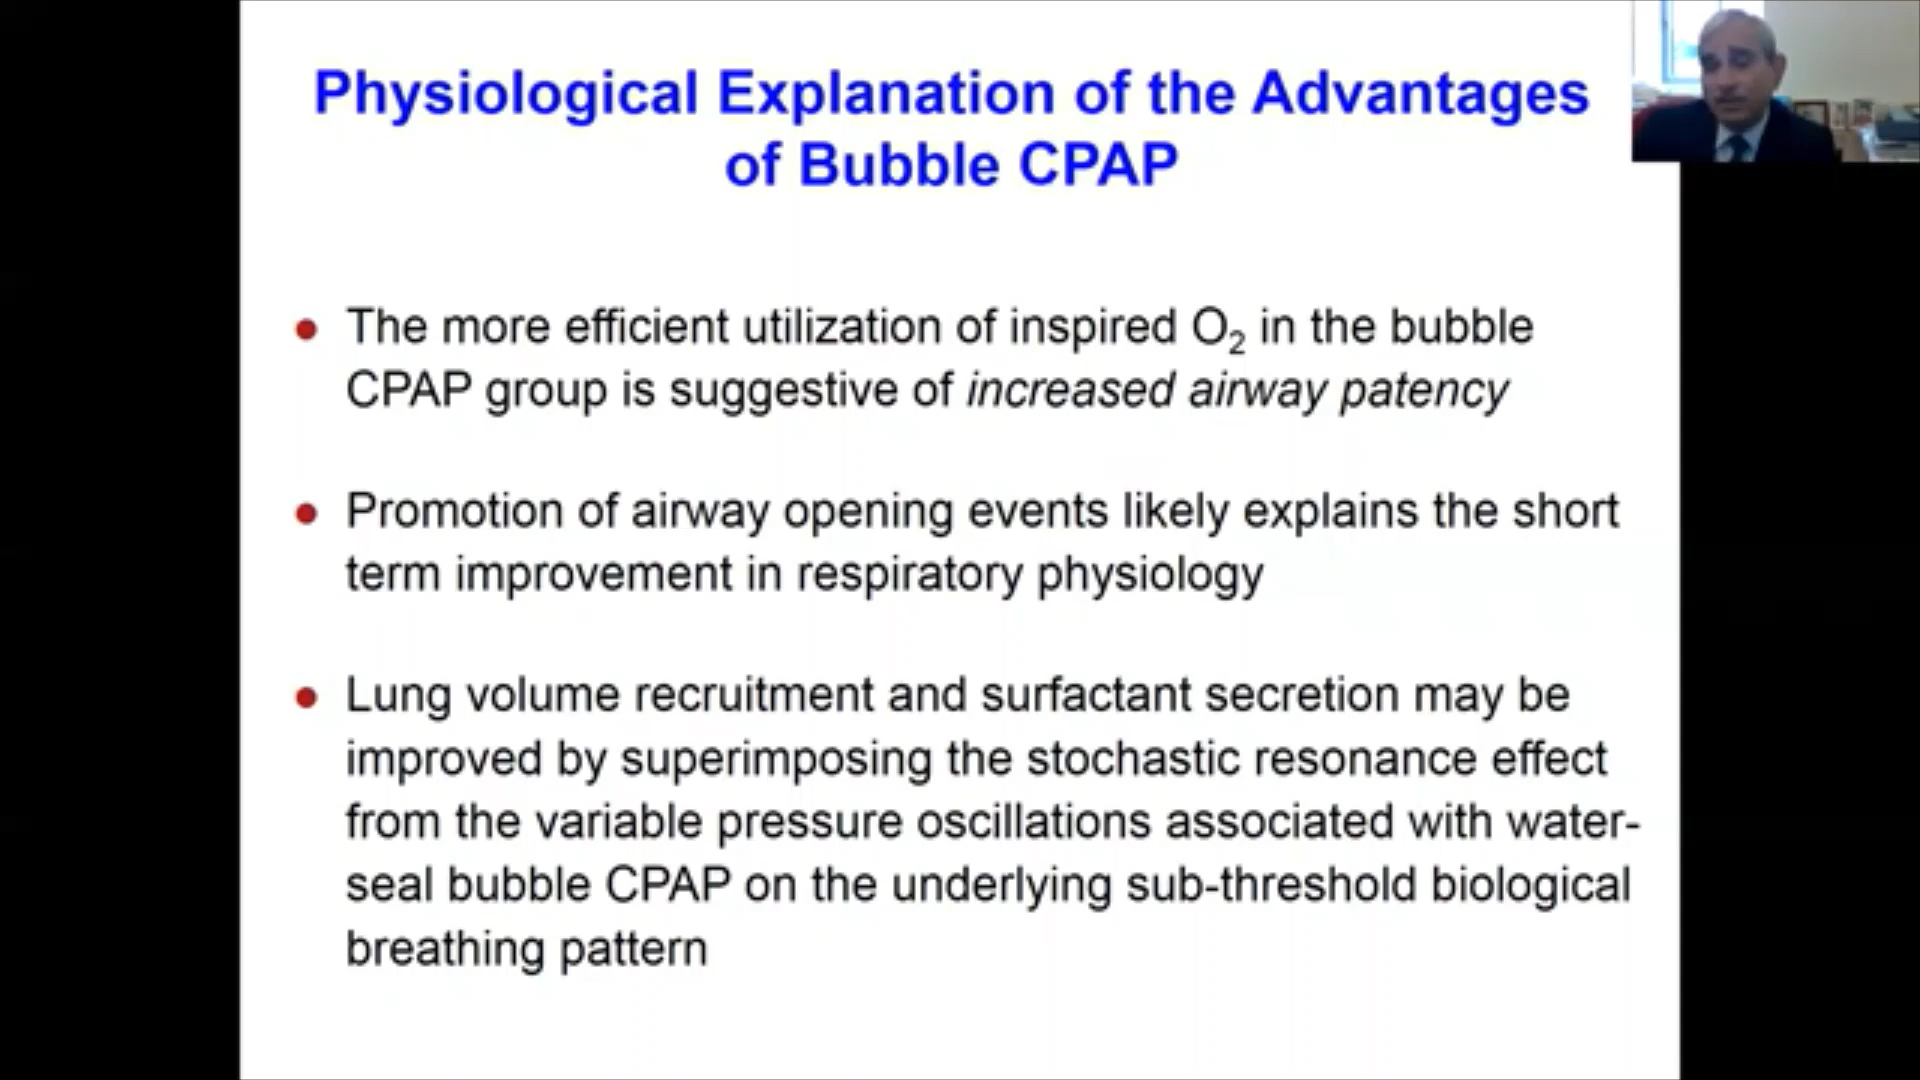 Physiological Explanation of the Advantages
of Bubble CPAP
• The more efficient utilization of inspired O₂ in the bubble
CPAP group is suggestive of increased airway patency
• Promotion of airway opening events likely explains the short
term improvement in respiratory physiology
• Lung volume recruitment and surfactant secretion may be
improved by superimposing the stochastic resonance effect
from the variable pressure oscillations associated with water-
seal bubble CPAP on the underlying sub-threshold biological
breathing pattern